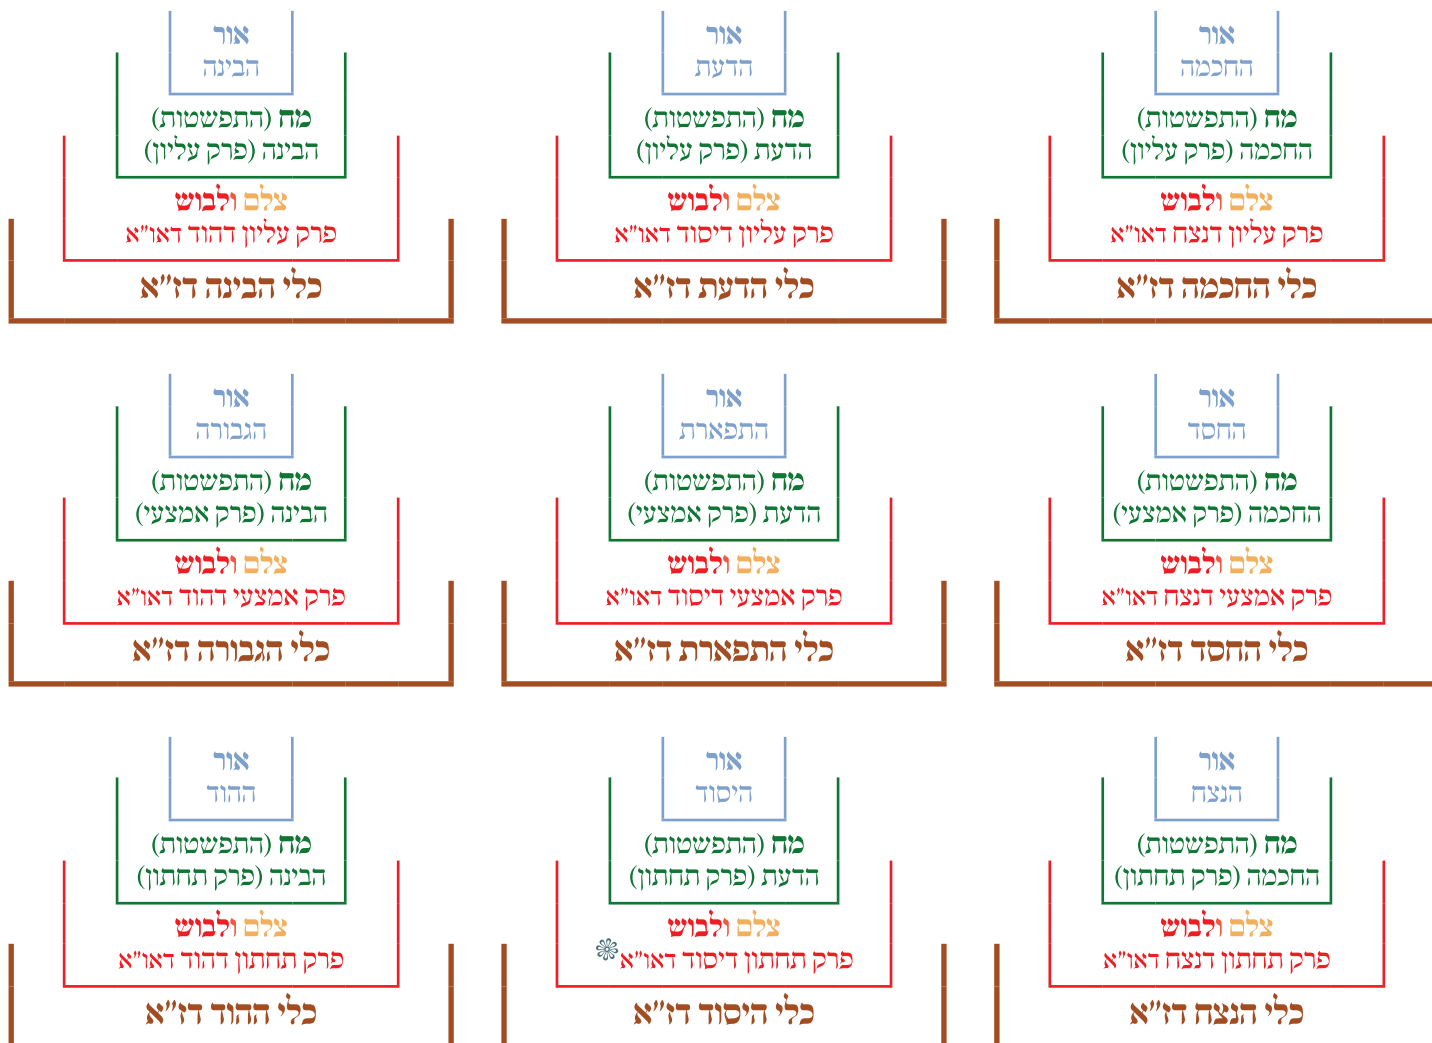 אור
החכמה
מח (התפשטות)
החכמה (פרק עליון)
צלם ולבוש
פרק עליון דנצח דאו"א
כלי החכמה דז"א
אור
הדעת
מח (התפשטות)
הדעת (פרק עליון)
צלם ולבוש
פרק עליון דיסוד דאו"א
כלי הדעת דז"א
אור
הבינה
מח (התפשטות)
הבינה (פרק עליון)
צלם ולבוש
פרק עליון דהוד דאו"א
כלי הבינה דז"א
אור
החסד
מח (התפשטות)
החכמה (פרק אמצעי)
צלם ולבוש
פרק אמצעי דנצח דאו"א
כלי החסד דז"א
אור
התפארת
מח (התפשטות)
הדעת (פרק אמצעי)
צלם ולבוש
פרק אמצעי דיסוד דאו"א
כלי התפארת דז"א
אור
הגבורה
מח (התפשטות)
הבינה (פרק אמצעי)
צלם ולבוש
פרק אמצעי דהוד דאו"א
כלי הגבורה דז"א
אור
הנצח
מח (התפשטות)
החכמה (פרק תחתון)
צלם ולבוש
פרק תחתון דנצח דאו"א
כלי הנצח דז"א
אור
היסוד
מח (התפשטות)
הדעת (פרק תחתון)
צלם ולבוש
פרק תחתון דיסוד דאו"א
כלי היסוד דז"א
אור
ההוד
מח (התפשטות)
הבינה (פרק תחתון)
צלם ולבוש
פרק תחתון דהוד דאו"א
כלי ההוד דז"א